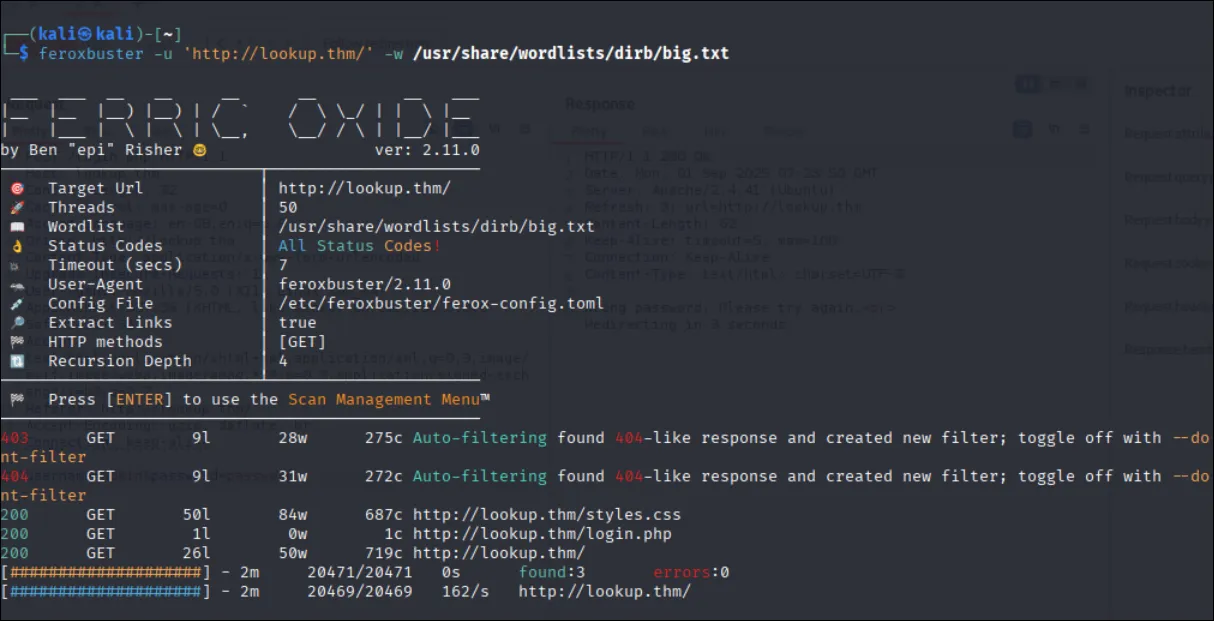 (kali㉿kali)-[~]
$ feroxbuster -u 'http://lookup.thm/' -w /usr/share/wordlists/dirb/big.txt
FERRIC OXIDE
by Ben "epi" Risher 🤓 ver: 2.11.0
🎯 Target Url │ http://lookup.thm/
🚀 Threads │ 50
📖 Wordlist │ /usr/share/wordlists/dirb/big.txt
👌 Status Codes │ All Status Codes!
💥 Timeout (secs) │ 7
🦡 User-Agent │ feroxbuster/2.11.0
💉 Config File │ /etc/feroxbuster/ferox-config.toml
🔎 Extract Links │ true
🏁 HTTP methods │ [GET]
🔃 Recursion Depth │ 4
🏁 Press [ENTER] to use the Scan Management Menu™
403 GET 9l 28w 275c Auto-filtering found 404-like response and created new filter; toggle off with --do
nt-filter
404 GET 9l 31w 272c Auto-filtering found 404-like response and created new filter; toggle off with --do
nt-filter
200 GET 50l 84w 687c http://lookup.thm/styles.css
200 GET 1l 0w 1c http://lookup.thm/login.php
200 GET 26l 50w 719c http://lookup.thm/
[####################] - 2m 20471/20471 0s found:3 errors:0
[####################] - 2m 20469/20469 162/s http://lookup.thm/
Response
Inspector